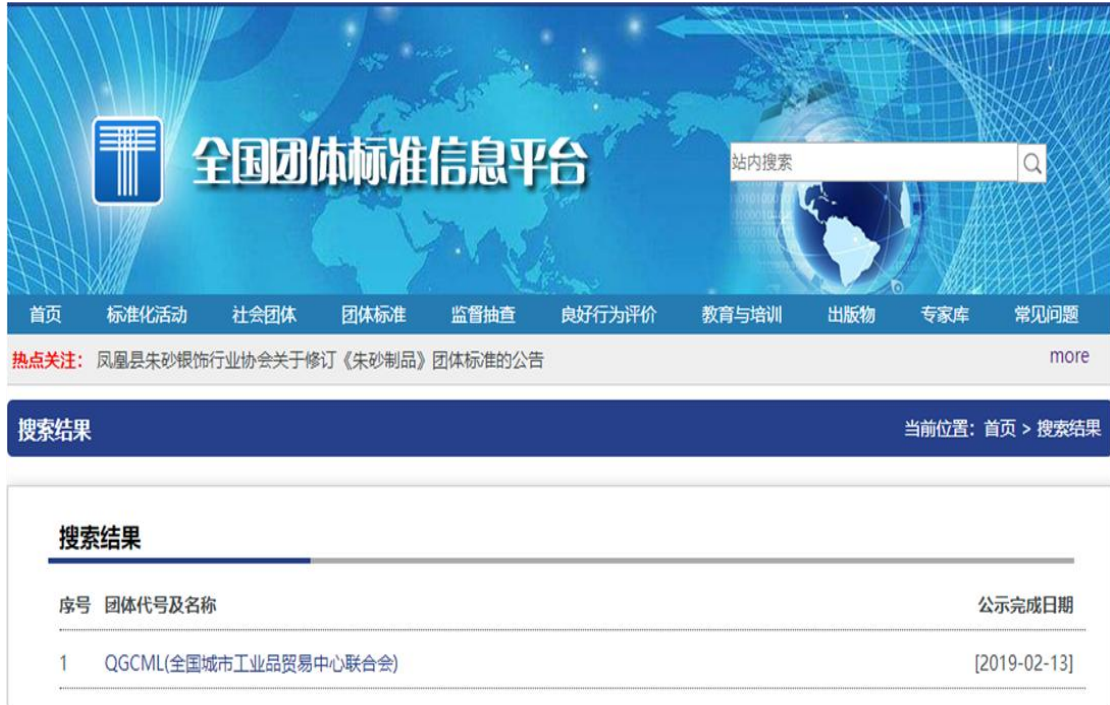 全国团体标准信息平台
站内搜索
首页 标准化活动 社会团体 团体标准 监督抽查 良好行为评价 教育与培训 出版物 专家库 常见问题
热点关注： 凤凰县朱砂银饰行业协会关于修订《朱砂制品》团体标准的公告 more
搜索结果 当前位置：首页 > 搜索结果
搜索结果
序号 团体代号及名称 公示完成日期
1 QGCML(全国城市工业品贸易中心联合会) [2019-02-13]